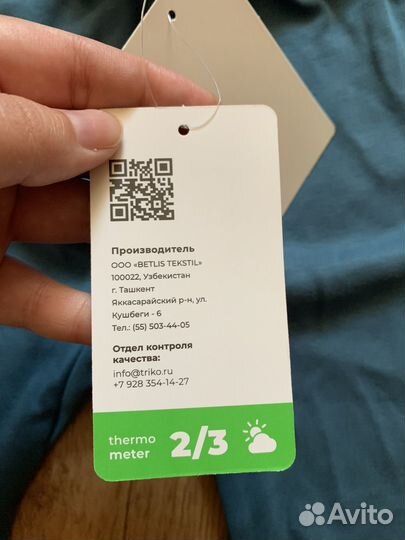 Производитель
ООО «BETLIS TEKSTIL»
100022, Узбекистан
г. Ташкент
Яккасарайский р-н, ул.
Кушбеги - 6
Тел.: (55) 503-44-05
Отдел контроля
качества:
info@triko.ru
+7 928 354-14-27
thermo
meter
2/3
Avito